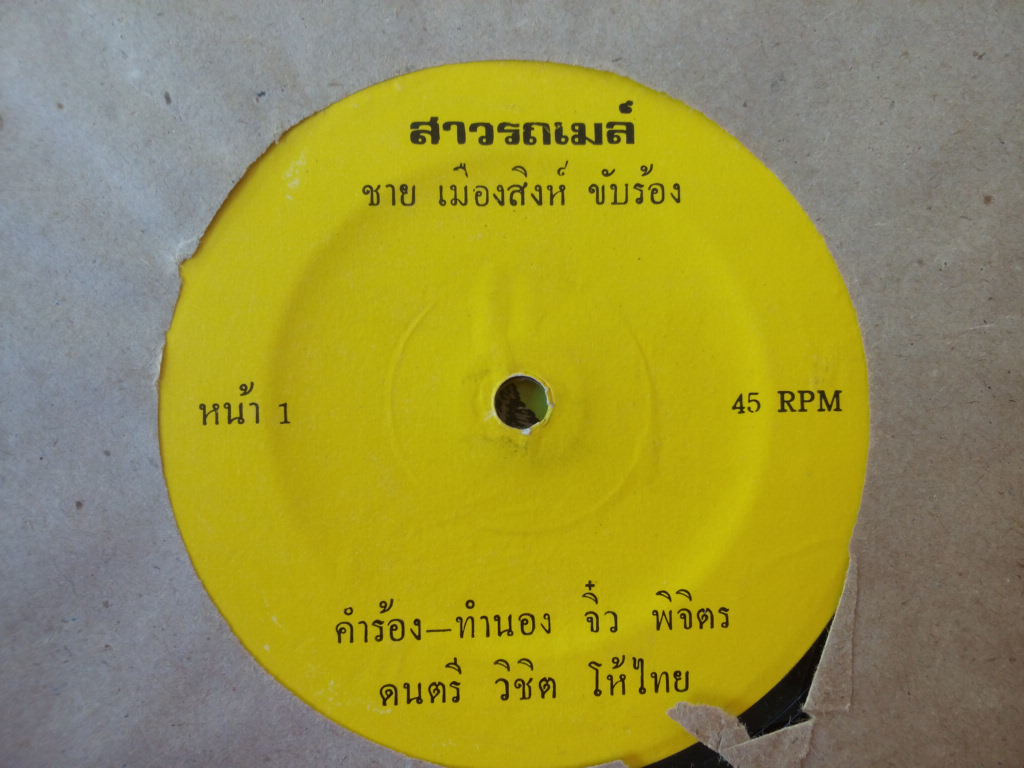 สาวรถเมล์
ชาย เมืองสิงห์ ขับร้อง
หน้า 1
45 RPM
คำร้อง—ทำนอง จิ๋ว พิจิตร
ดนตรี วิชิต โห้ไทย